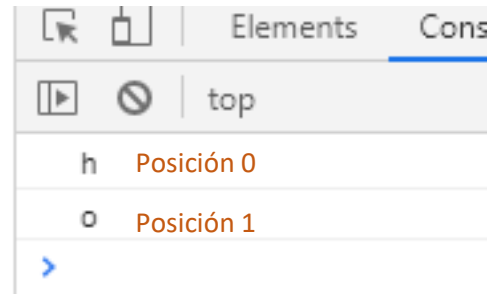 Elements Cons
top
h Posición 0
o Posición 1